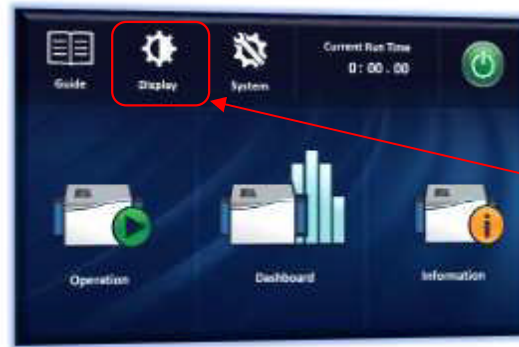 Guide
Display
System
Current Run Time
0:00.00
Operation
Dashboard
Information